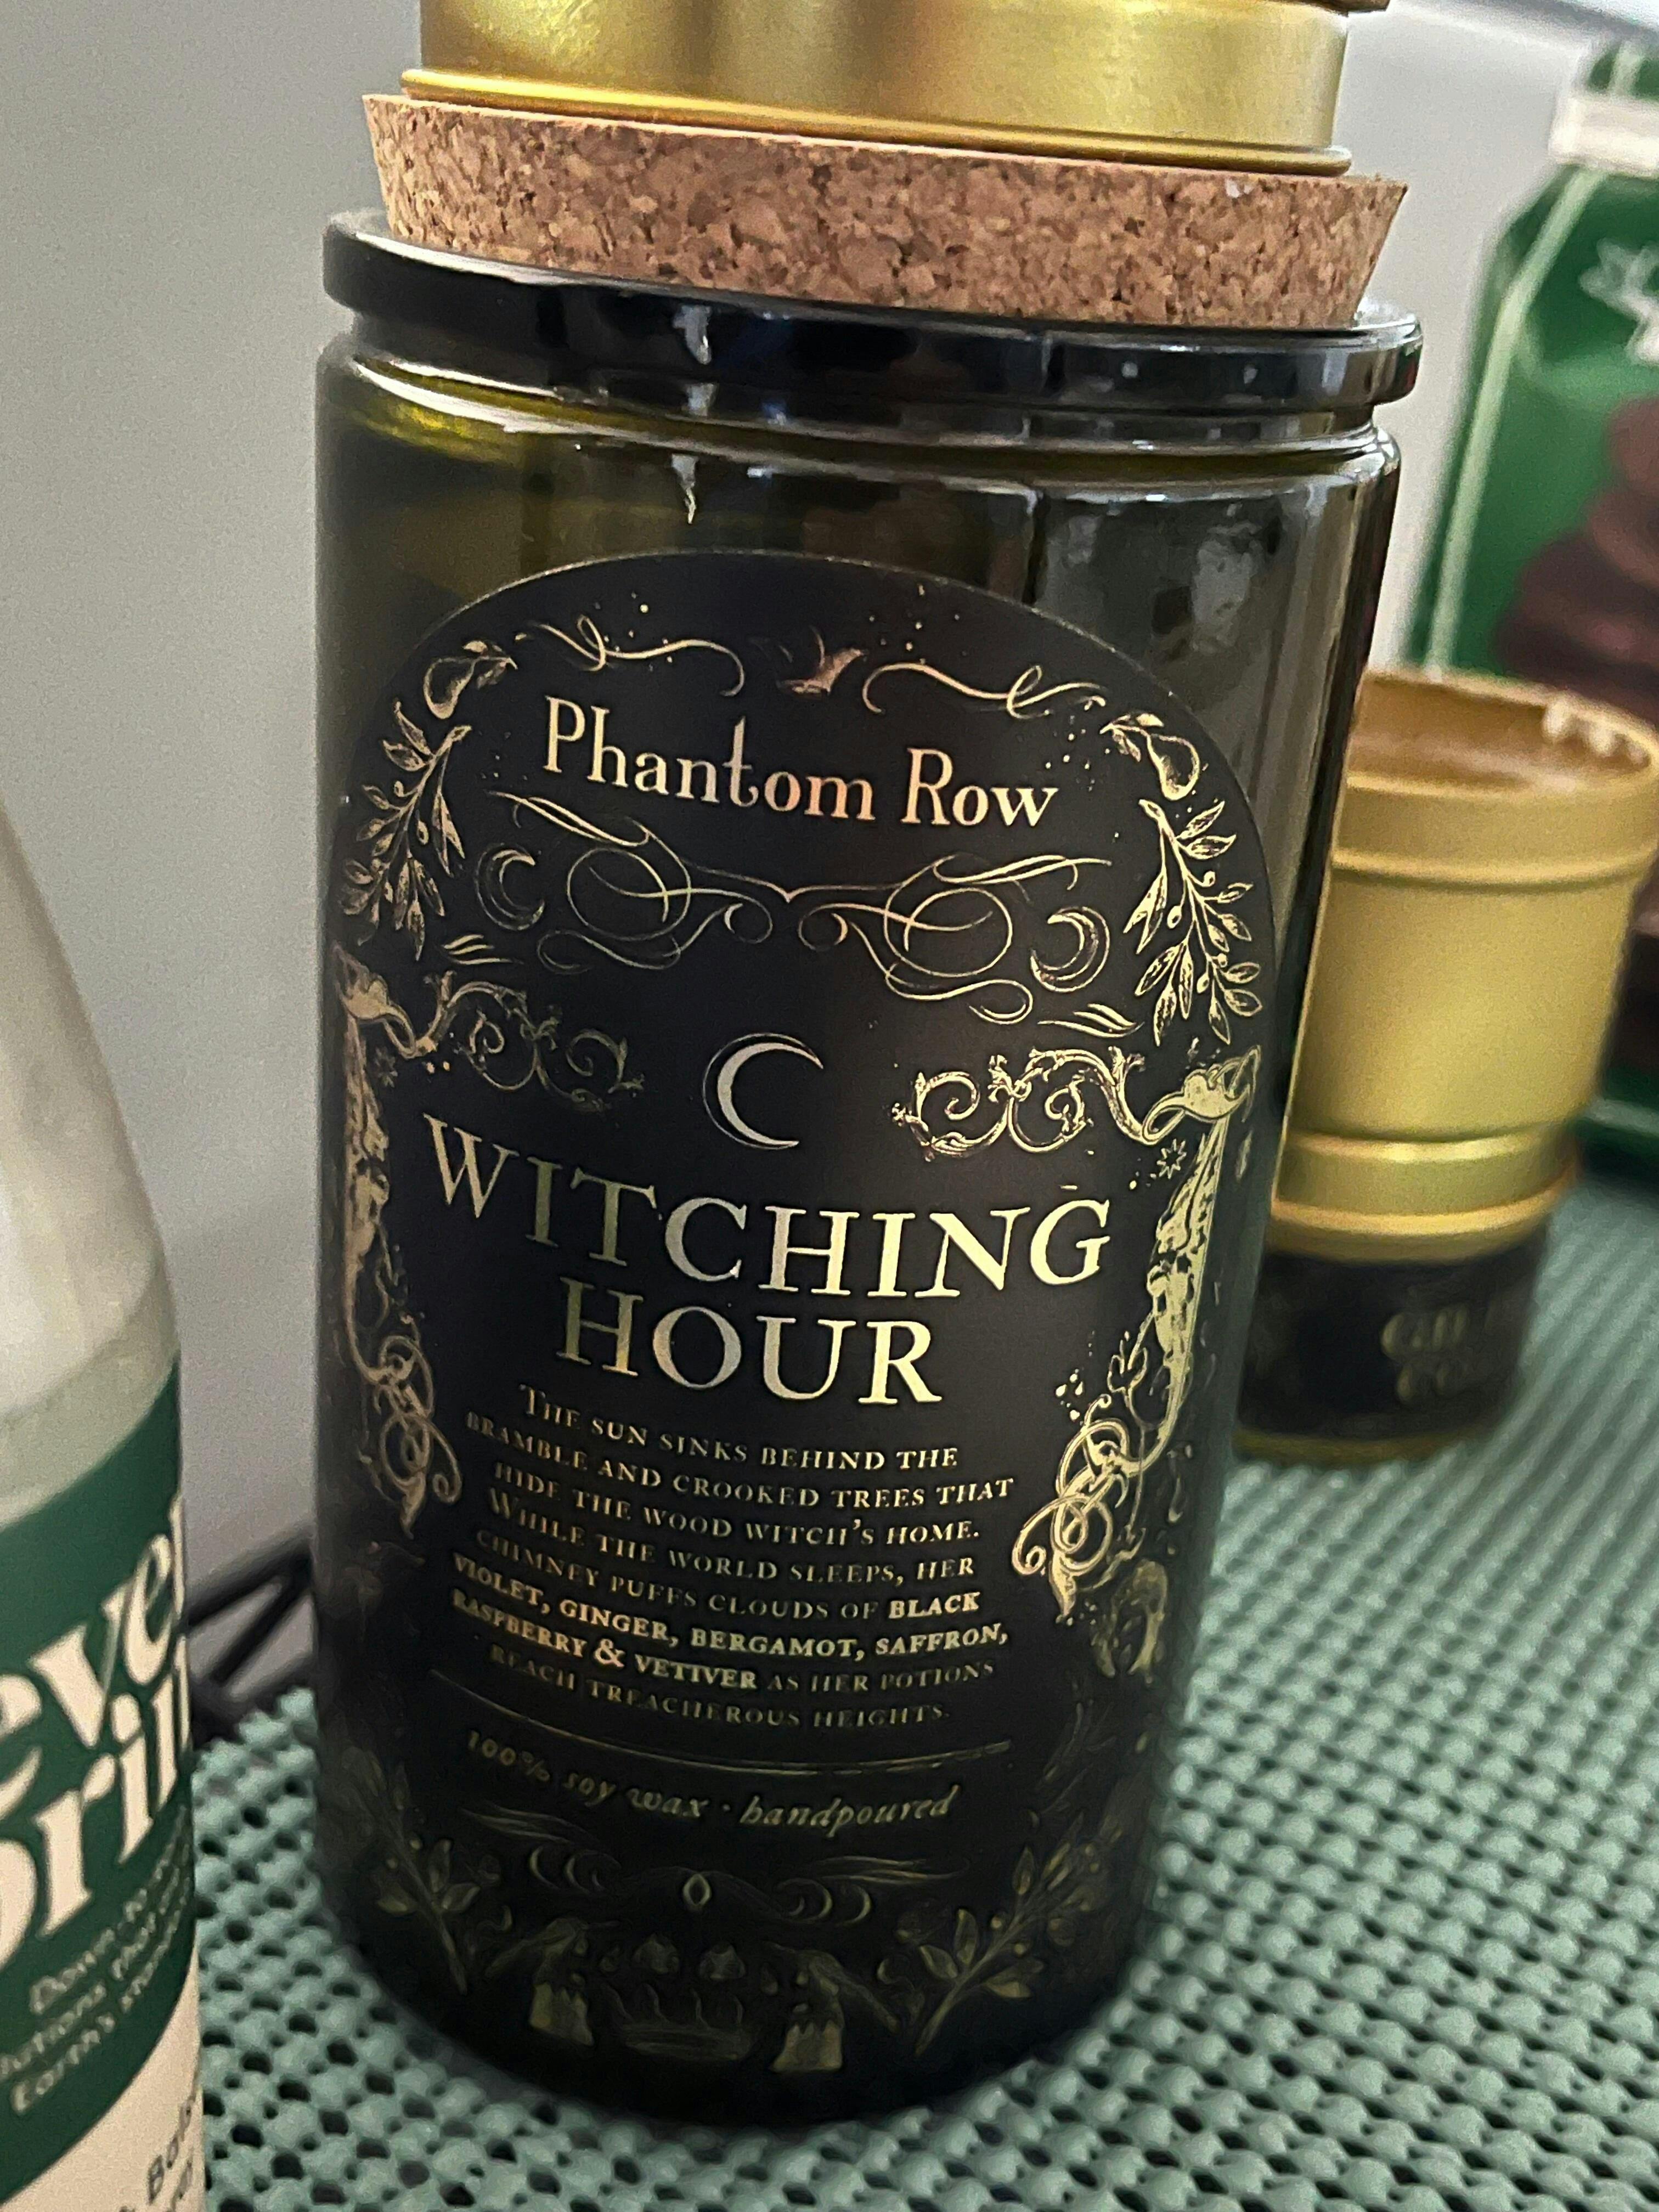 Phantom Row
WITCHING
HOUR
THE SUN SINKS BEHIND THE
BRAMBLE AND CROOKED TREES THAT
HIDE THE WOOD WITCH'S HOME.
WHILE THE WORLD SLEEPS, HER
CHIMNEY PUFFS CLOUDS OF BLACK
VIOLET, GINGER, BERGAMOT, SAFFRON,
RASPBERRY & VETIVER AS HER POTIONS
REACH TREACHEROUS HEIGHTS.
100% soy wax · handpoured